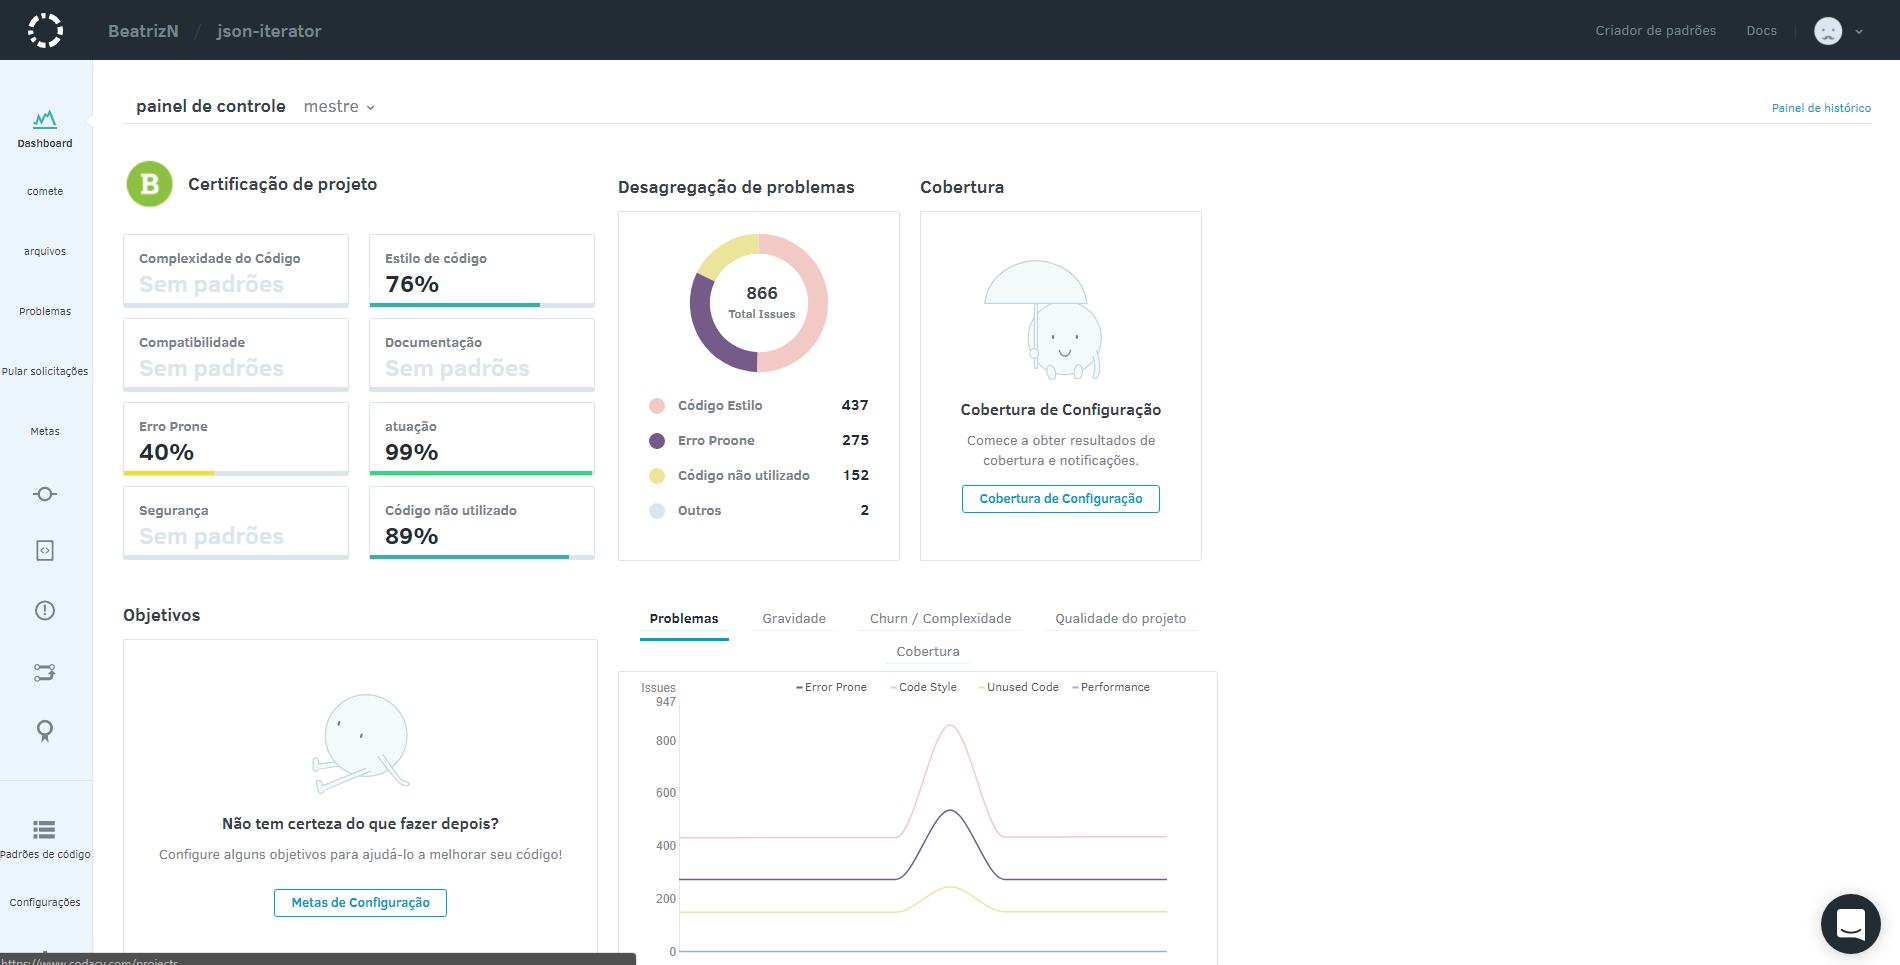 BeatrizN / json-iterator
Criador de padrões
Docs
painel de controle
mestre
Painel de histórico
Dashboard
comete
arquivos
Problemas
Pular solicitações
Metas
Padrões de código
Configurações
B
Certificação de projeto
Complexidade do Código
Sem padrões
Estilo de código
76%
Compatibilidade
Sem padrões
Documentação
Sem padrões
Erro Prone
40%
atuação
99%
Segurança
Sem padrões
Código não utilizado
89%
Desagregação de problemas
866
Total Issues
Código Estilo 437
Erro Proone 275
Código não utilizado 152
Outros 2
Cobertura
Cobertura de Configuração
Comece a obter resultados de
cobertura e notificações.
Cobertura de Configuração
Objetivos
Não tem certeza do que fazer depois?
Configure alguns objetivos para ajudá-lo a melhorar seu código!
Metas de Configuração
Problemas
Gravidade
Churn / Complexidade
Qualidade do projeto
Cobertura
Issues
Error Prone
Code Style
Unused Code
Performance
947
800
600
400
200
0
https://www.codacy.com/projects